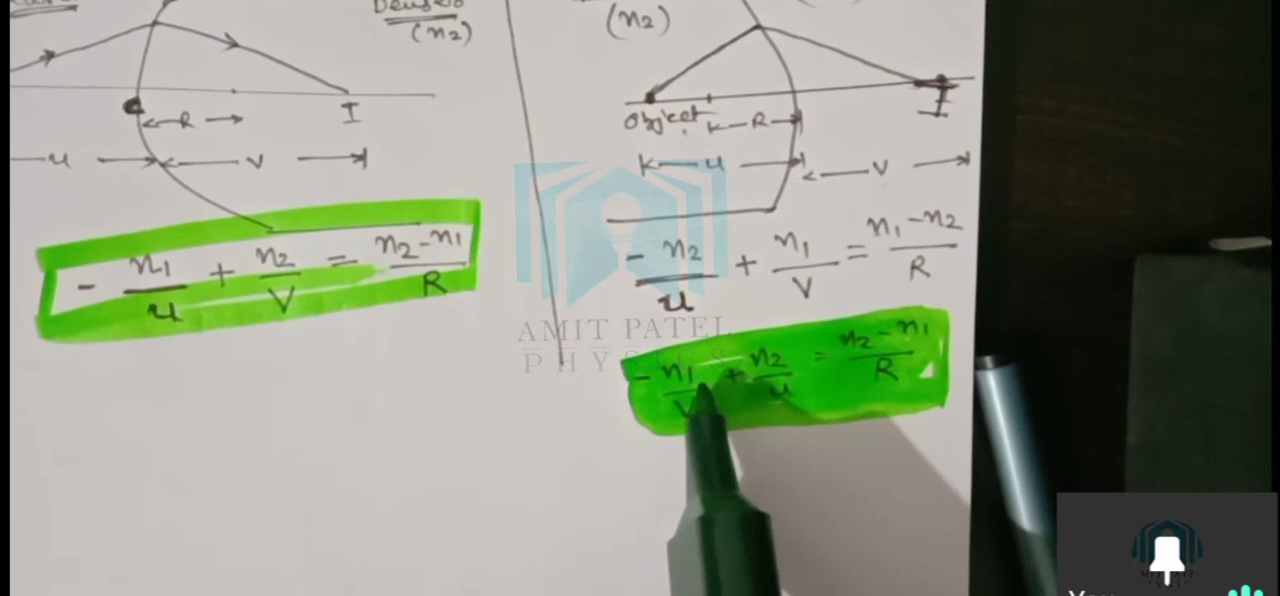 Denser
(n2)
C
←R→
I
u
V
- n1/u + n2/V = n2-n1/R
(n2)
Object
R
I
u
V
- n2/u + n1/V = n1-n2/R
- n1/V + n2/u = n2-n1/R
AMIT PATEL
PHYSICS